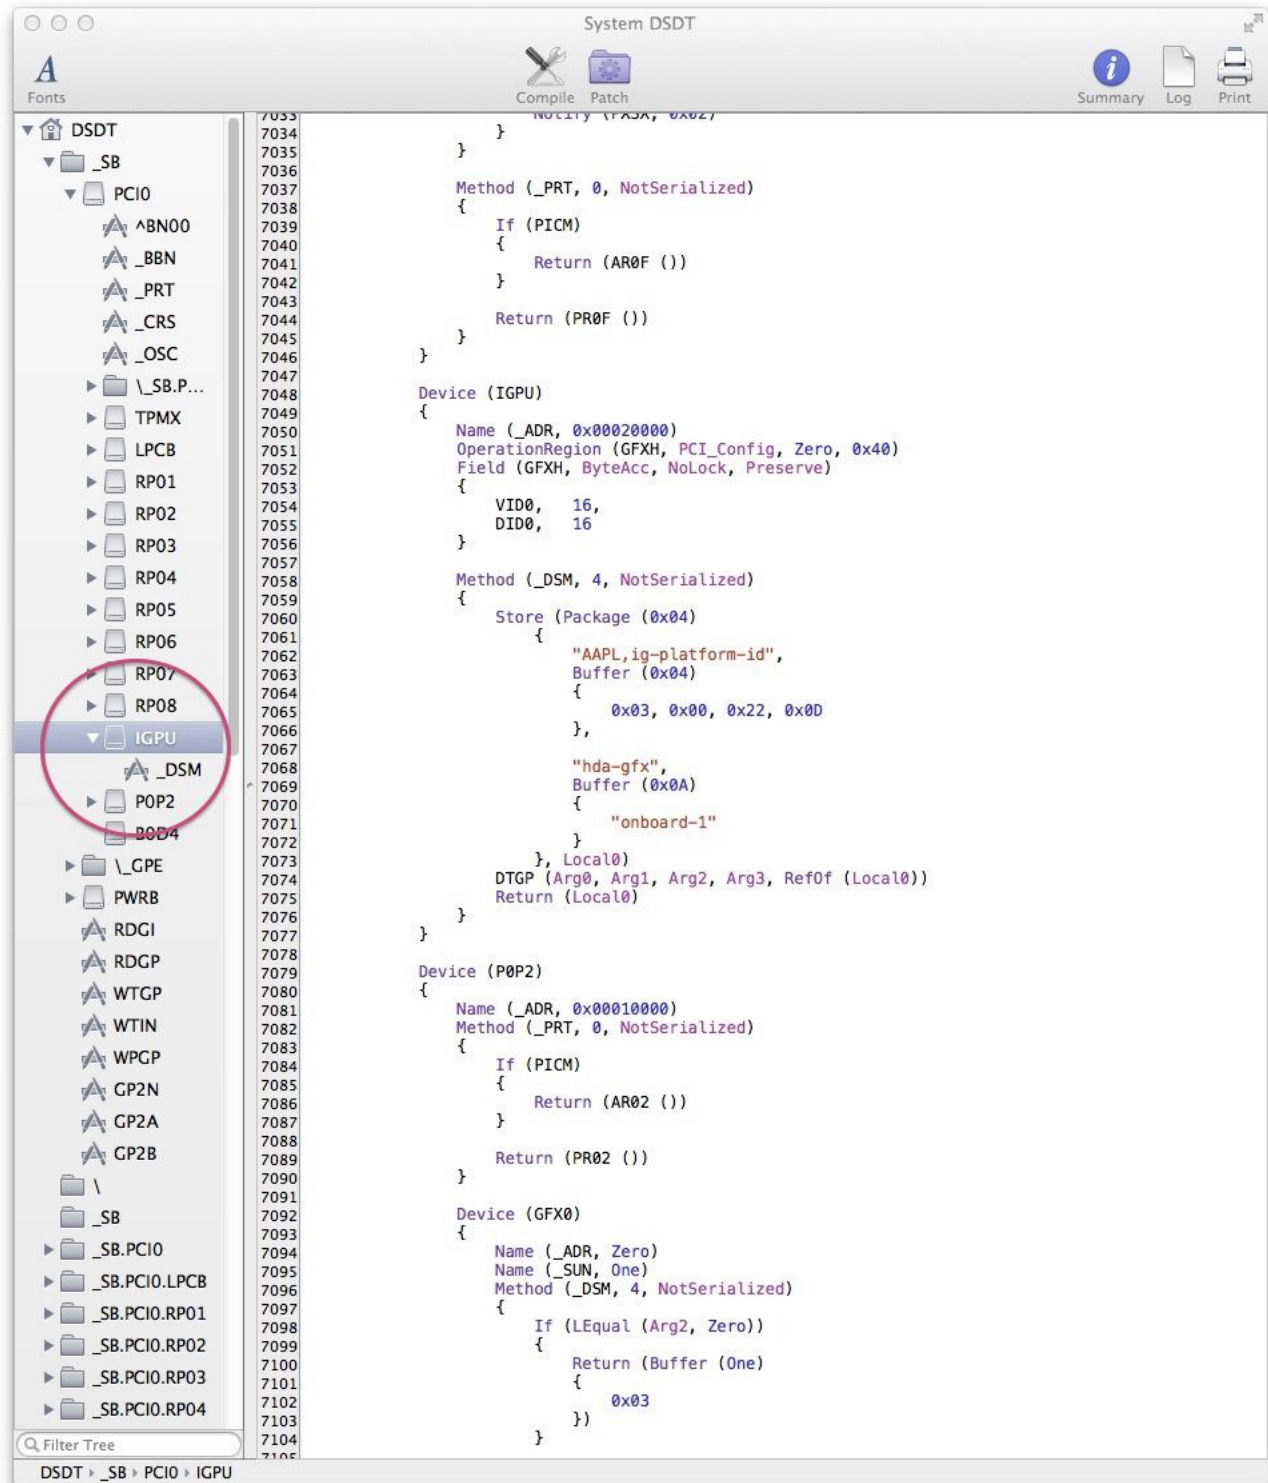 System DSDT
A
Fonts
Compile
Patch
i
Summary
Log
Print
DSDT
_SB
PCI0
^BN00
_BBN
_PRT
_CRS
_OSC
\_SB.P...
TPMX
LPCB
RP01
RP02
RP03
RP04
RP05
RP06
RP07
RP08
IGPU
_DSM
P0P2
B0D4
\_GPE
PWRB
RDGI
RDGP
WTGP
WTIN
WPGP
GP2N
GP2A
GP2B
\
_SB
_SB.PCI0
_SB.PCI0.LPCB
_SB.PCI0.RP01
_SB.PCI0.RP02
_SB.PCI0.RP03
_SB.PCI0.RP04
Filter Tree
7033 Notify (PXSX, 0x02)
7034 }
7035 }
7036
7037 Method (_PRT, 0, NotSerialized)
7038 {
7039 If (PICM)
7040 {
7041 Return (AR0F ())
7042 }
7043
7044 Return (PR0F ())
7045 }
7046 }
7047
7048 Device (IGPU)
7049 {
7050 Name (_ADR, 0x00020000)
7051 OperationRegion (GFXH, PCI_Config, Zero, 0x40)
7052 Field (GFXH, ByteAcc, NoLock, Preserve)
7053 {
7054 VID0, 16,
7055 DID0, 16
7056 }
7057
7058 Method (_DSM, 4, NotSerialized)
7059 {
7060 Store (Package (0x04)
7061 {
7062 "AAPL,ig-platform-id",
7063 Buffer (0x04)
7064 {
7065 0x03, 0x00, 0x22, 0x0D
7066 },
7067
7068 "hda-gfx",
7069 Buffer (0x0A)
7070 {
7071 "onboard-1"
7072 }
7073 }, Local0)
7074 DTGP (Arg0, Arg1, Arg2, Arg3, RefOf (Local0))
7075 Return (Local0)
7076 }
7077 }
7078
7079 Device (P0P2)
7080 {
7081 Name (_ADR, 0x00010000)
7082 Method (_PRT, 0, NotSerialized)
7083 {
7084 If (PICM)
7085 {
7086 Return (AR02 ())
7087 }
7088
7089 Return (PR02 ())
7090 }
7091
7092 Device (GFX0)
7093 {
7094 Name (_ADR, Zero)
7095 Name (_SUN, One)
7096 Method (_DSM, 4, NotSerialized)
7097 {
7098 If (LEqual (Arg2, Zero))
7099 {
7100 Return (Buffer (One)
7101 {
7102 0x03
7103 })
7104 }
7105
DSDT › _SB › PCI0 › IGPU